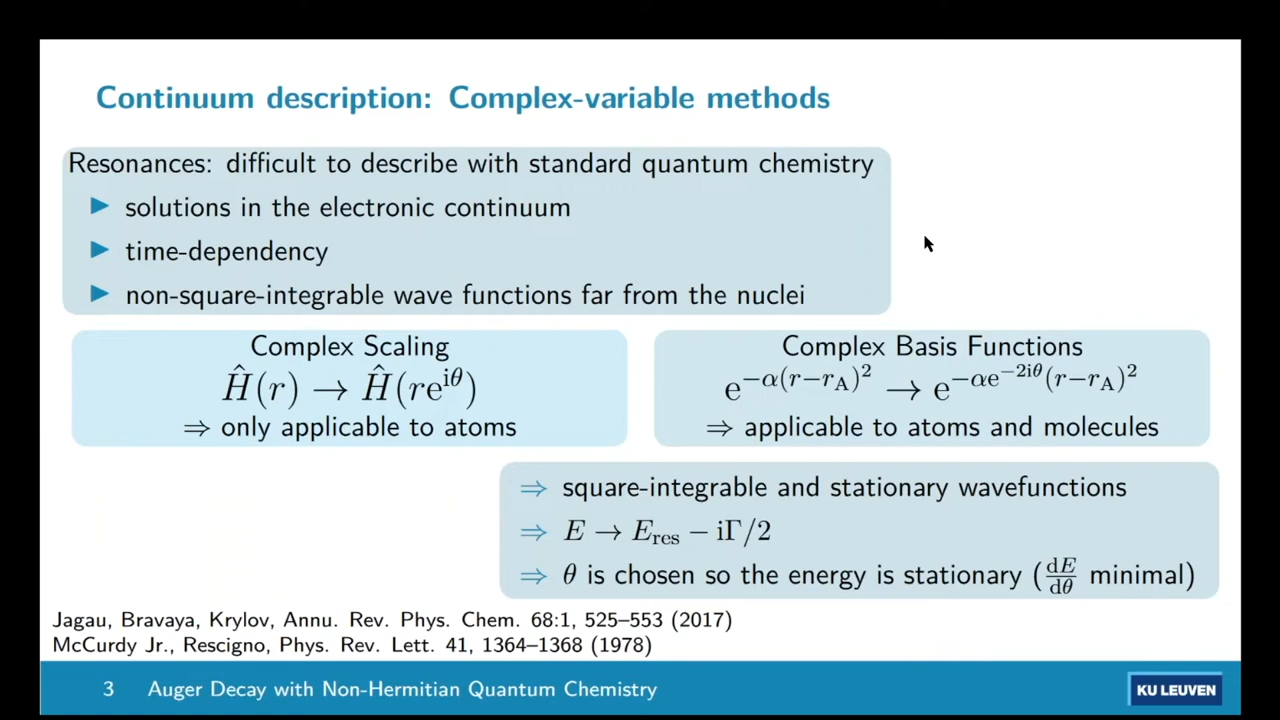 Continuum description: Complex-variable methods
Resonances: difficult to describe with standard quantum chemistry
▶ solutions in the electronic continuum
▶ time-dependency
▶ non-square-integrable wave functions far from the nuclei
Complex Scaling
Ĥ(r) → Ĥ(re^{iθ})
⇒ only applicable to atoms
Complex Basis Functions
e^{−α(r−r_A)^2} → e^{−αe^{−2iθ}(r−r_A)^2}
⇒ applicable to atoms and molecules
⇒ square-integrable and stationary wavefunctions
⇒ E → E_res − iΓ/2
⇒ θ is chosen so the energy is stationary (dE/dθ minimal)
Jagau, Bravaya, Krylov, Annu. Rev. Phys. Chem. 68:1, 525–553 (2017)
McCurdy Jr., Rescigno, Phys. Rev. Lett. 41, 1364–1368 (1978)
3 Auger Decay with Non-Hermitian Quantum Chemistry
KU LEUVEN